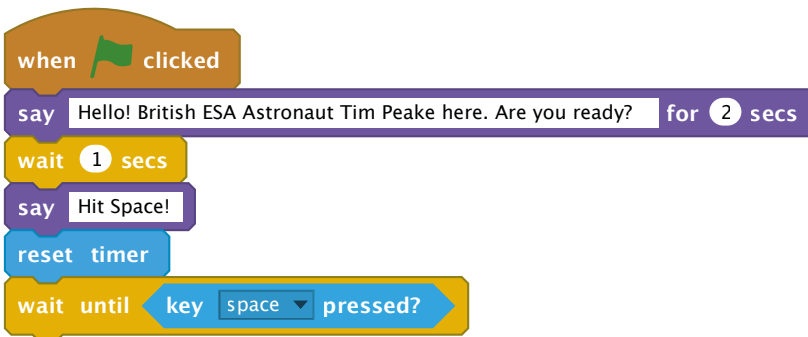 when clicked
say Hello! British ESA Astronaut Tim Peake here. Are you ready? for 2 secs
wait 1 secs
say Hit Space!
reset timer
wait until key space pressed?